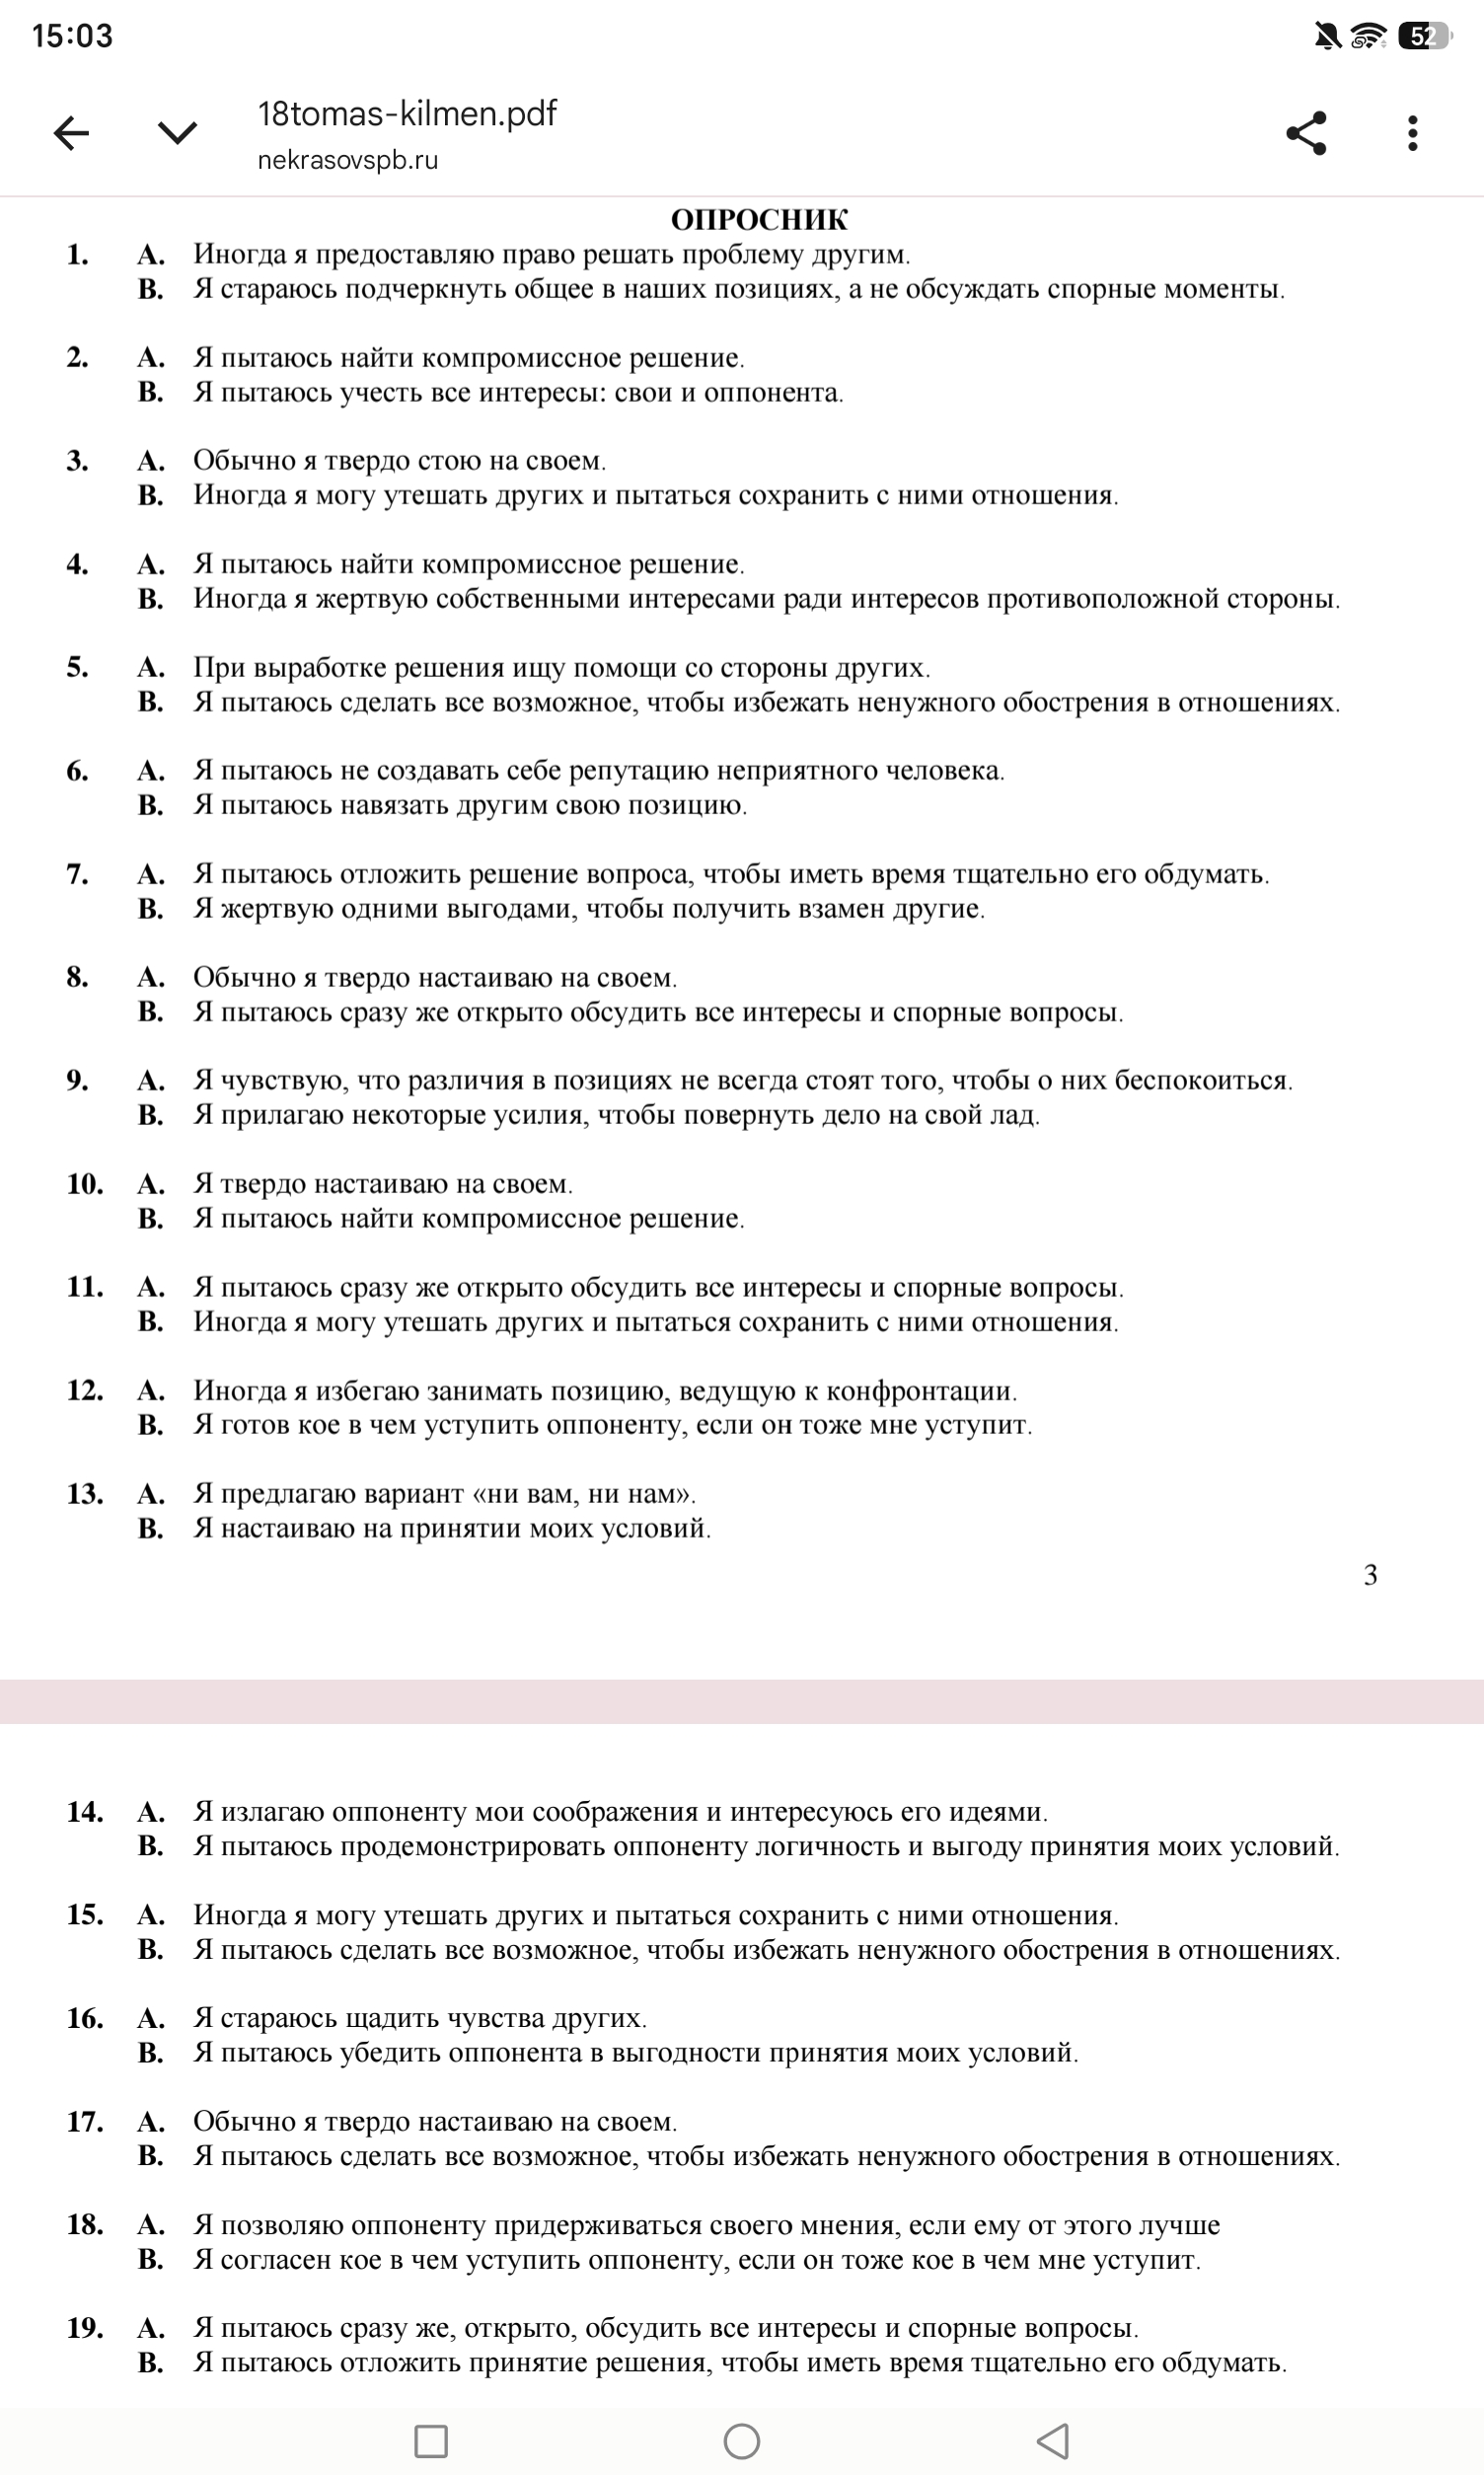 15:03
52
18tomas-kilmen.pdf
nekrasovspb.ru
ОПРОСНИК
1. А. Иногда я предоставляю право решать проблему другим.
В. Я стараюсь подчеркнуть общее в наших позициях, а не обсуждать спорные моменты.
2. А. Я пытаюсь найти компромиссное решение.
В. Я пытаюсь учесть все интересы: свои и оппонента.
3. А. Обычно я твердо стою на своем.
В. Иногда я могу утешать других и пытаться сохранить с ними отношения.
4. А. Я пытаюсь найти компромиссное решение.
В. Иногда я жертвую собственными интересами ради интересов противоположной стороны.
5. А. При выработке решения ищу помощи со стороны других.
В. Я пытаюсь сделать все возможное, чтобы избежать ненужного обострения в отношениях.
6. А. Я пытаюсь не создавать себе репутацию неприятного человека.
В. Я пытаюсь навязать другим свою позицию.
7. А. Я пытаюсь отложить решение вопроса, чтобы иметь время тщательно его обдумать.
В. Я жертвую одними выгодами, чтобы получить взамен другие.
8. А. Обычно я твердо настаиваю на своем.
В. Я пытаюсь сразу же открыто обсудить все интересы и спорные вопросы.
9. А. Я чувствую, что различия в позициях не всегда стоят того, чтобы о них беспокоиться.
В. Я прилагаю некоторые усилия, чтобы повернуть дело на свой лад.
10. А. Я твердо настаиваю на своем.
В. Я пытаюсь найти компромиссное решение.
11. А. Я пытаюсь сразу же открыто обсудить все интересы и спорные вопросы.
В. Иногда я могу утешать других и пытаться сохранить с ними отношения.
12. А. Иногда я избегаю занимать позицию, ведущую к конфронтации.
В. Я готов кое в чем уступить оппоненту, если он тоже мне уступит.
13. А. Я предлагаю вариант «ни вам, ни нам».
В. Я настаиваю на принятии моих условий.
3
14. А. Я излагаю оппоненту мои соображения и интересуюсь его идеями.
В. Я пытаюсь продемонстрировать оппоненту логичность и выгоду принятия моих условий.
15. А. Иногда я могу утешать других и пытаться сохранить с ними отношения.
В. Я пытаюсь сделать все возможное, чтобы избежать ненужного обострения в отношениях.
16. А. Я стараюсь щадить чувства других.
В. Я пытаюсь убедить оппонента в выгодности принятия моих условий.
17. А. Обычно я твердо настаиваю на своем.
В. Я пытаюсь сделать все возможное, чтобы избежать ненужного обострения в отношениях.
18. А. Я позволяю оппоненту придерживаться своего мнения, если ему от этого лучше
В. Я согласен кое в чем уступить оппоненту, если он тоже кое в чем мне уступит.
19. А. Я пытаюсь сразу же, открыто, обсудить все интересы и спорные вопросы.
В. Я пытаюсь отложить принятие решения, чтобы иметь время тщательно его обдумать.